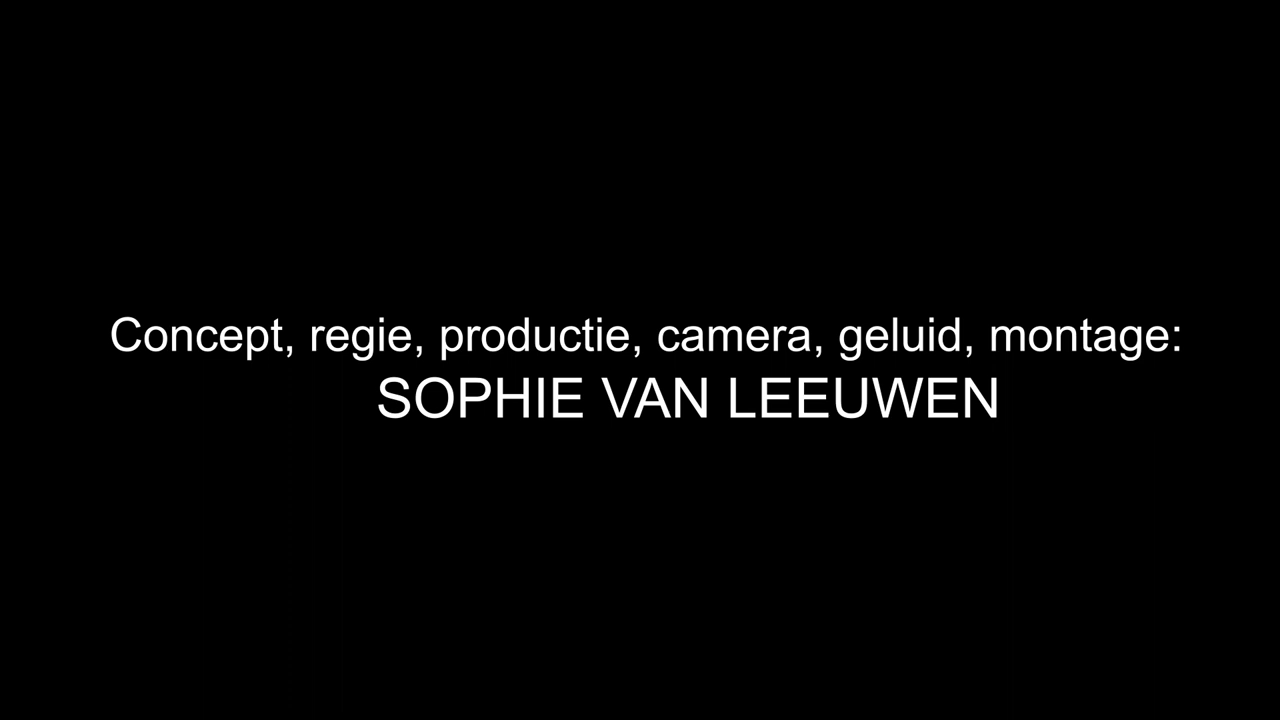 Concept, regie, productie, camera, geluid, montage:
SOPHIE VAN LEEUWEN